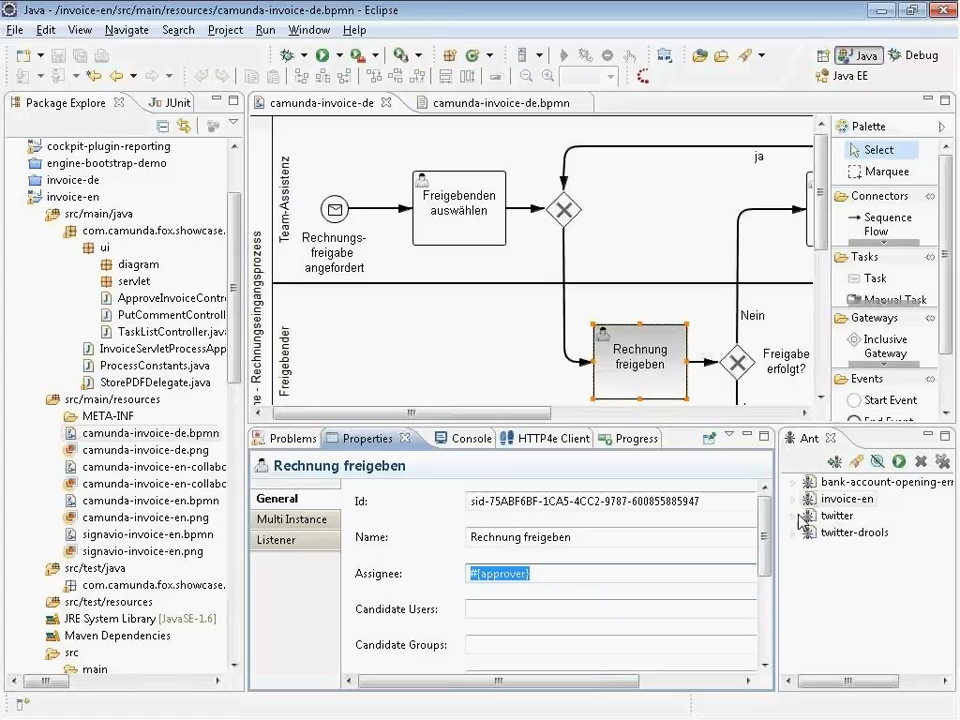 Java - /invoice-en/src/main/resources/camunda-invoice-de.bpmn - Eclipse
File Edit View Navigate Search Project Run Window Help
Java
Debug
Java EE
Package Explore
JUnit
cockpit-plugin-reporting
engine-bootstrap-demo
invoice-de
invoice-en
src/main/java
com.camunda.fox.showcase.
ui
diagram
servlet
ApproveInvoiceContr
PutCommentControll
TaskListController.java
InvoiceServletProcessApp
ProcessConstants.java
StorePDFDelegate.java
src/main/resources
META-INF
camunda-invoice-de.bpmn
camunda-invoice-de.png
camunda-invoice-en-collabc
camunda-invoice-en-collabc
camunda-invoice-en.bpmn
camunda-invoice-en.png
signavio-invoice-en.bpmn
signavio-invoice-en.png
src/test/java
com.camunda.fox.showcase.
src/test/resources
JRE System Library [JavaSE-1.6]
Maven Dependencies
src
main
camunda-invoice-de
camunda-invoice-de.bpmn
ne - Rechnungseingangsprozess
Team-Assistenz
Freigebender
Rechnungs-
freigabe
angefordert
Freigebenden
auswählen
ja
Nein
Rechnung
freigeben
Freigabe
erfolgt?
Palette
Select
Marquee
Connectors
Sequence
Flow
Tasks
Task
Manual Task
Gateways
Inclusive
Gateway
Events
Start Event
End Event
Problems
Properties
Console
HTTP4e Client
Progress
Rechnung freigeben
General
Multi Instance
Listener
Id: sid-75ABF6BF-1CA5-4CC2-9787-600855885947
Name: Rechnung freigeben
Assignee: #{approver}
Candidate Users:
Candidate Groups:
Ant
bank-account-opening-en
invoice-en
twitter
twitter-drools